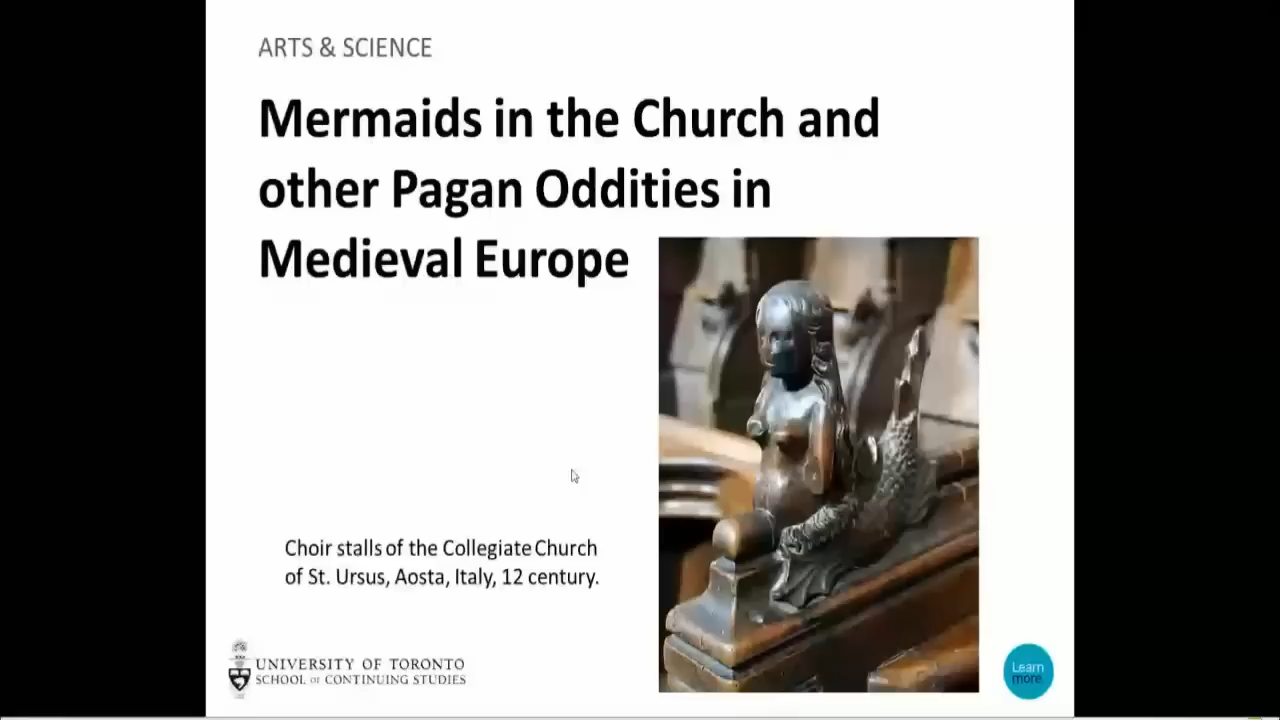 ARTS & SCIENCE
Mermaids in the Church and
other Pagan Oddities in
Medieval Europe
Choir stalls of the Collegiate Church
of St. Ursus, Aosta, Italy, 12 century.
UNIVERSITY OF TORONTO
SCHOOL OF CONTINUING STUDIES
Learn
more